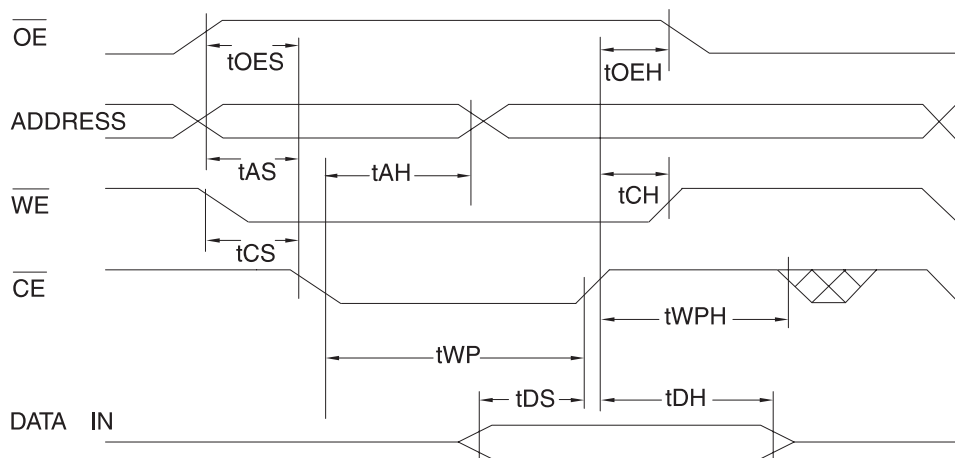 OE
tOES
tOEH
ADDRESS
tAS
tAH
tCH
WE
tCS
CE
tWPH
tWP
tDS
tDH
DATA IN